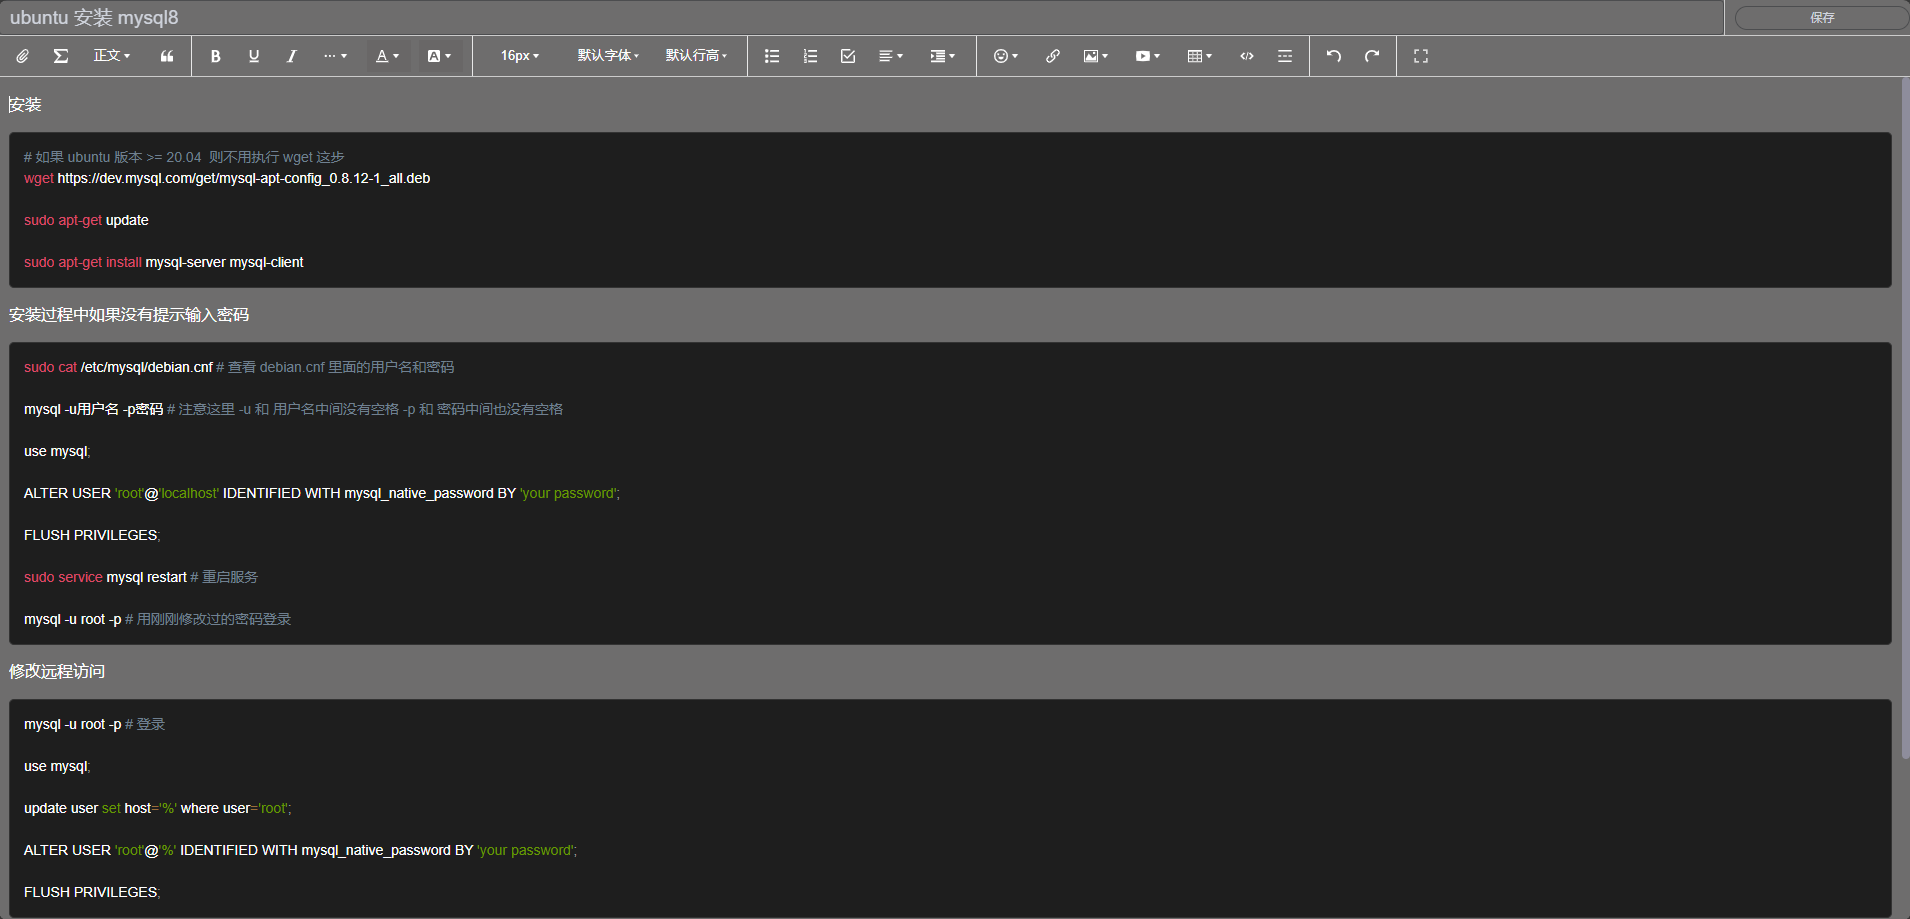 ubuntu 安装 mysql8
保存
正文
16px 默认字体 默认行高
安装
# 如果 ubuntu 版本 >= 20.04 则不用执行 wget 这步
wget https://dev.mysql.com/get/mysql-apt-config_0.8.12-1_all.deb
sudo apt-get update
sudo apt-get install mysql-server mysql-client
安装过程中如果没有提示输入密码
sudo cat /etc/mysql/debian.cnf # 查看 debian.cnf 里面的用户名和密码
mysql -u用户名 -p密码 # 注意这里 -u 和 用户名中间没有空格 -p 和 密码中间也没有空格
use mysql;
ALTER USER 'root'@'localhost' IDENTIFIED WITH mysql_native_password BY 'your password';
FLUSH PRIVILEGES;
sudo service mysql restart # 重启服务
mysql -u root -p # 用刚刚修改过的密码登录
修改远程访问
mysql -u root -p # 登录
use mysql;
update user set host='%' where user='root';
ALTER USER 'root'@'%' IDENTIFIED WITH mysql_native_password BY 'your password';
FLUSH PRIVILEGES;